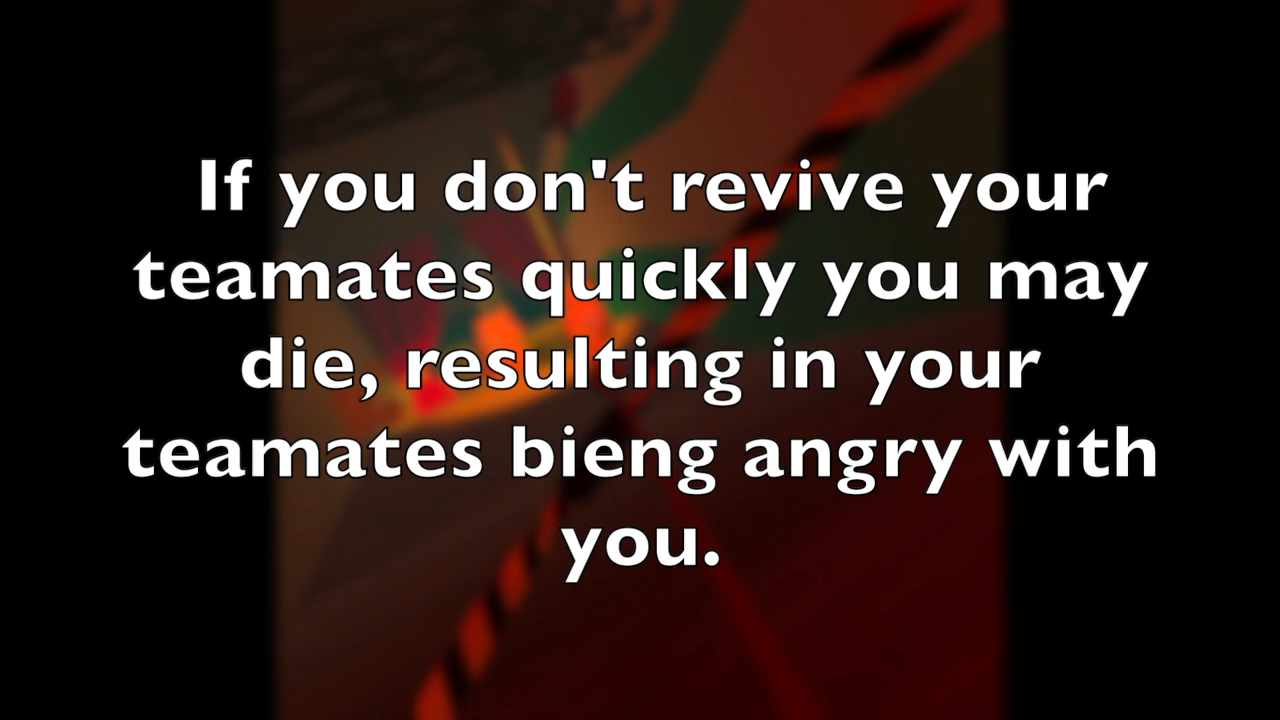 If you don't revive your
teamates quickly you may
die, resulting in your
teamates bieng angry with
you.